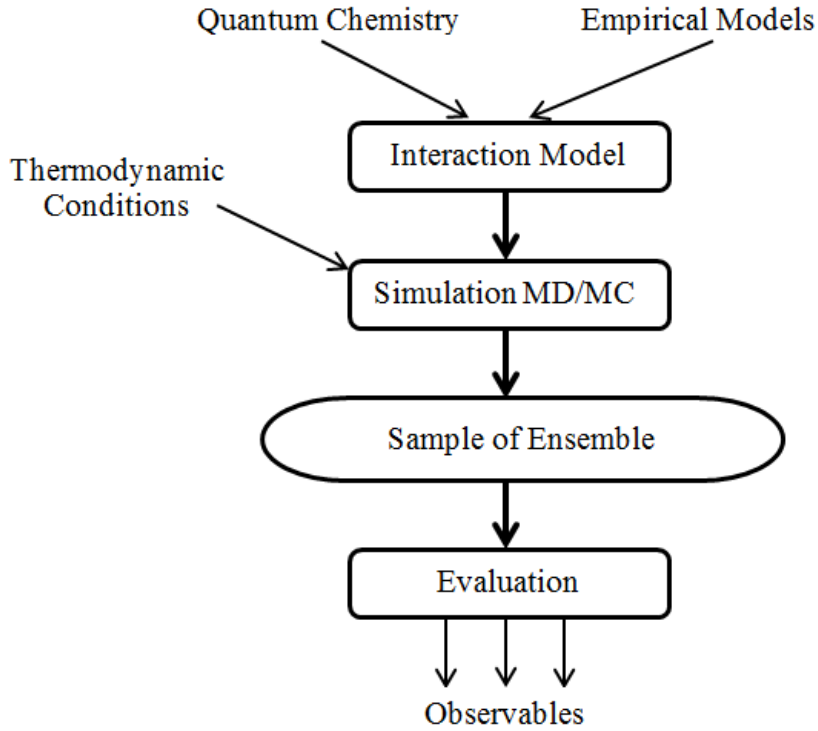 Quantum Chemistry
Empirical Models
Interaction Model
Thermodynamic
Conditions
Simulation MD/MC
Sample of Ensemble
Evaluation
Observables